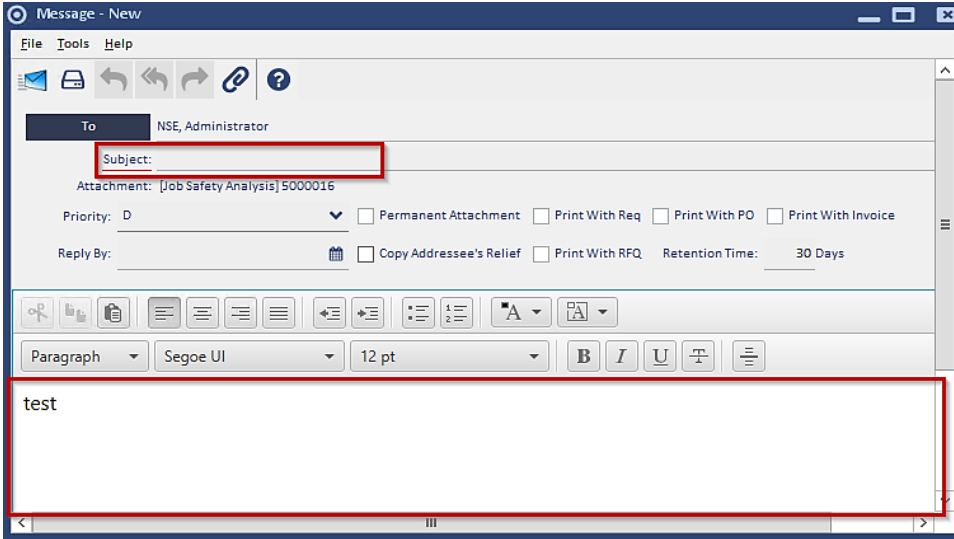 Message - New
File Tools Help
To NSE, Administrator
Subject:
Attachment: [Job Safety Analysis] 5000016
Priority: D Permanent Attachment Print With Req Print With PO Print With Invoice
Reply By: Copy Addressee's Relief Print With RFQ Retention Time: 30 Days
A A
Paragraph Segoe UI 12 pt B I U T
test